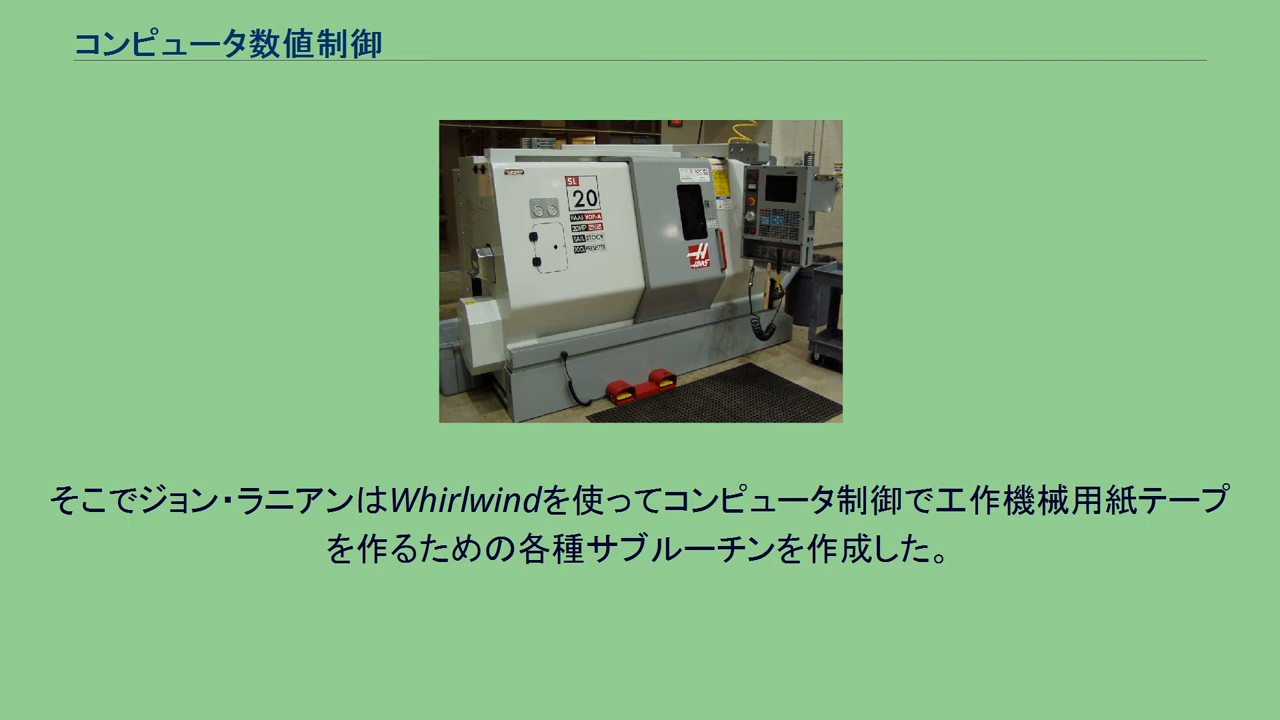 コンピュータ数値制御
SL
20
HAAS
そこでジョン・ラニアンはWhirlwindを使ってコンピュータ制御で工作機械用紙テープ
を作るための各種サブルーチンを作成した。